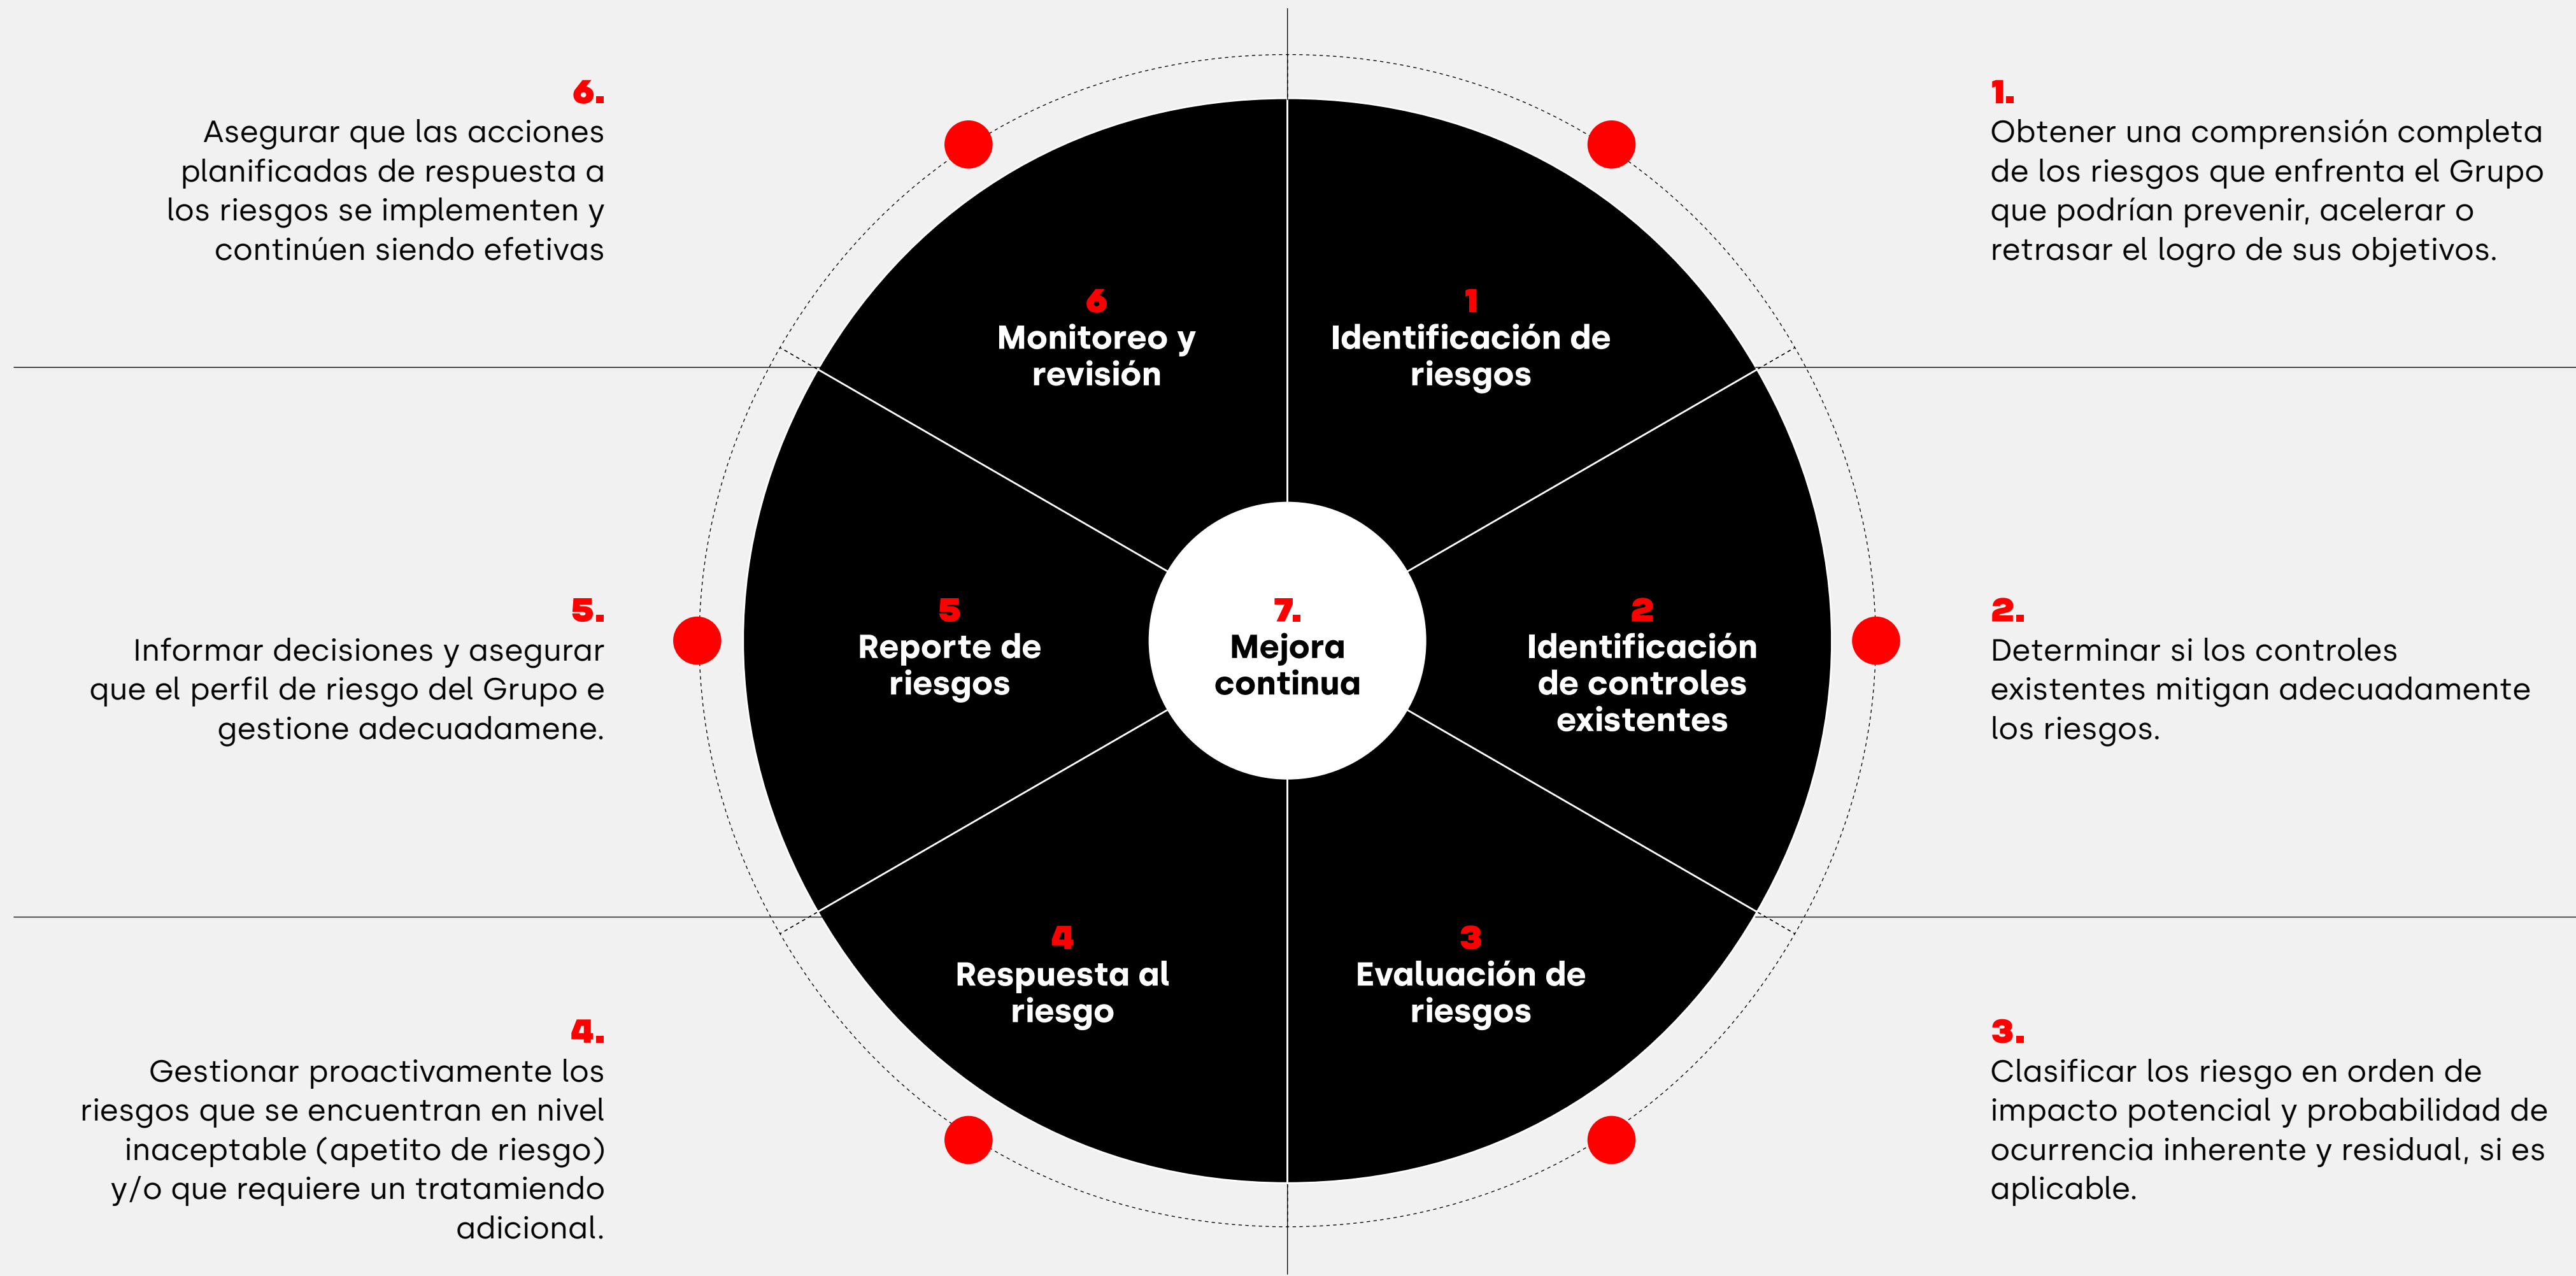 6.
Asegurar que las acciones
planificadas de respuesta a
los riesgos se implementen y
continúen siendo efetivas
1.
Obtener una comprensión completa
de los riesgos que enfrenta el Grupo
que podrían prevenir, acelerar o
retrasar el logro de sus objetivos.
6
Monitoreo y
revisión
1
Identificación de
riesgos
5.
Informar decisiones y asegurar
que el perfil de riesgo del Grupo e
gestione adecuadamene.
5
Reporte de
riesgos
7.
Mejora
continua
2
Identificación
de controles
existentes
2.
Determinar si los controles
existentes mitigan adecuadamente
los riesgos.
4
Respuesta al
riesgo
3
Evaluación de
riesgos
4.
Gestionar proactivamente los
riesgos que se encuentran en nivel
inaceptable (apetito de riesgo)
y/o que requiere un tratamiendo
adicional.
3.
Clasificar los riesgo en orden de
impacto potencial y probabilidad de
ocurrencia inherente y residual, si es
aplicable.